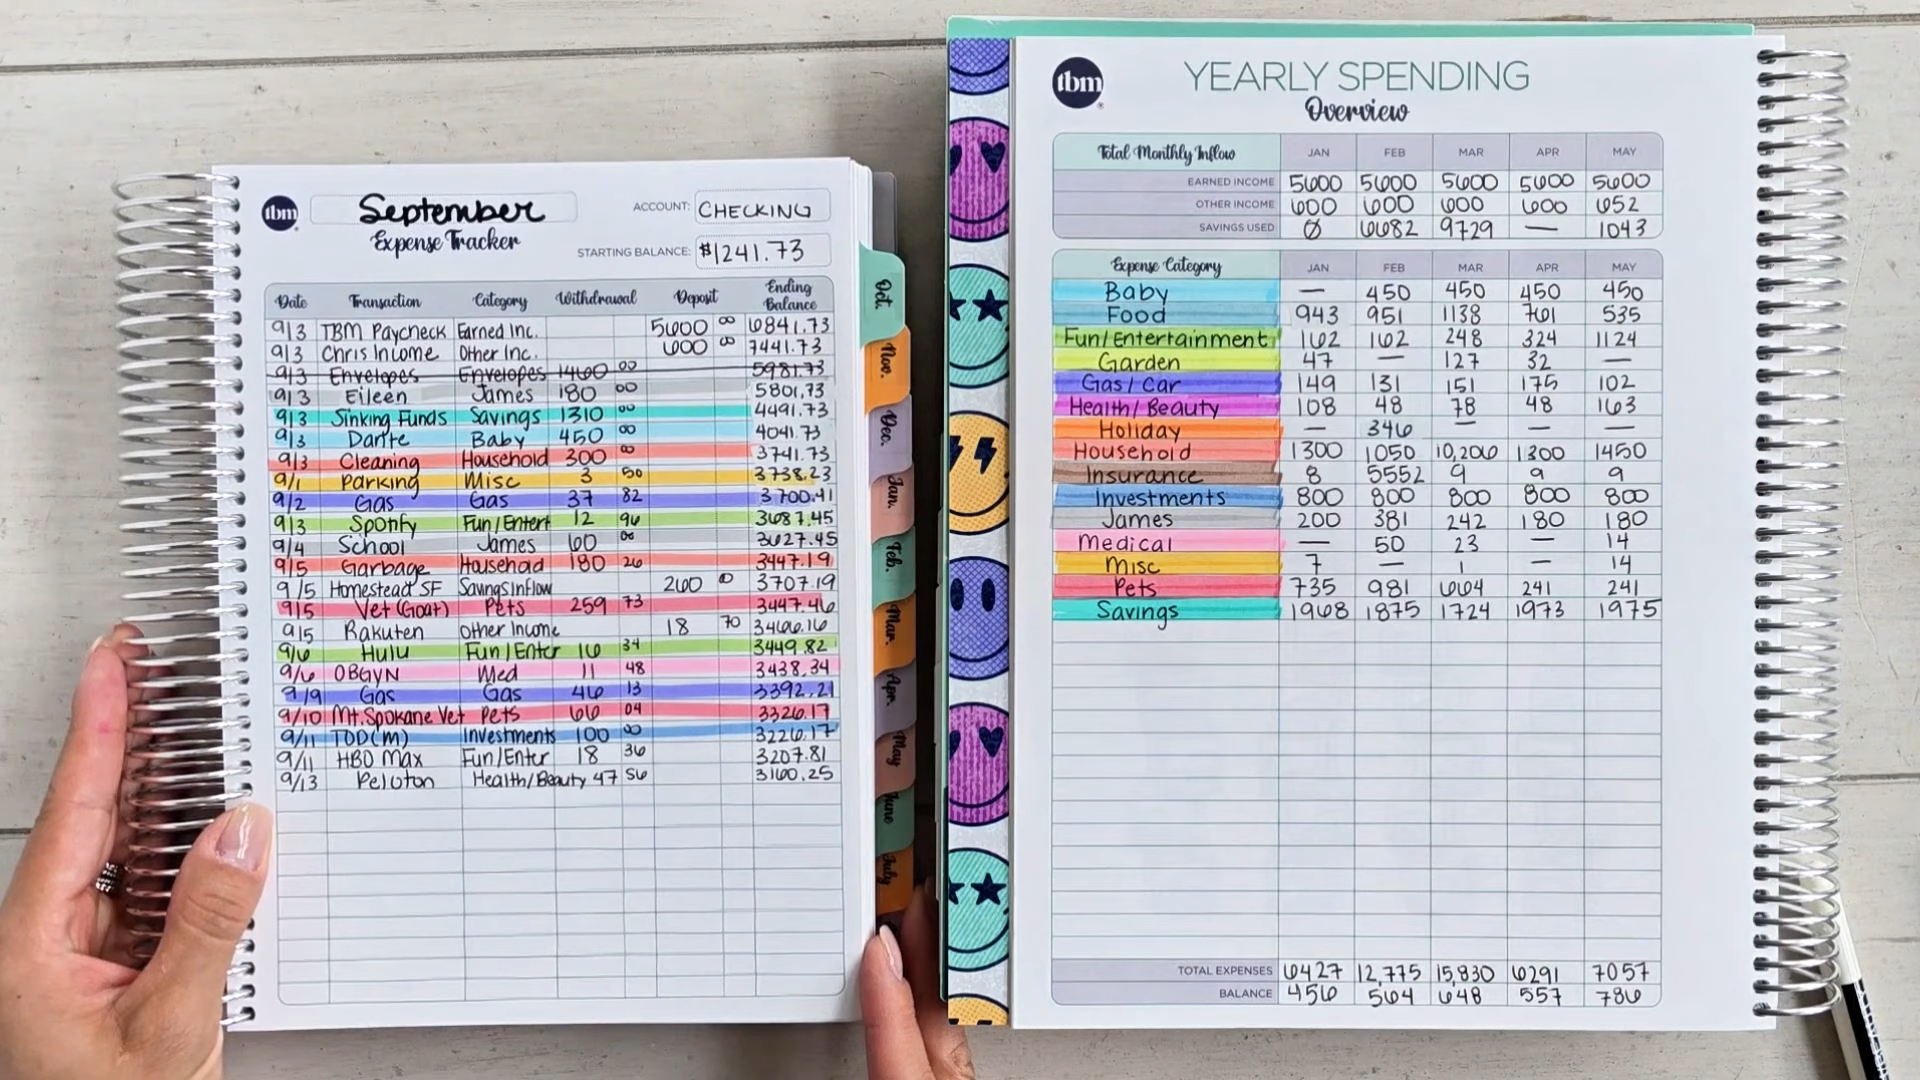 tbm
September
Expense Tracker
ACCOUNT: CHECKING
STARTING BALANCE: $1241.73
Date Transaction Category Withdrawal Deposit Ending Balance
9/3 TBM Paycheck Earned Inc. 5600 00 6841.73
9/3 Chris Income Other Inc. 600 00 7441.73
9/3 Envelopes Envelopes 1460 00 5981.73
9/3 Eileen James 180 00 5801.73
9/3 Sinking Funds Savings 1310 00 4491.73
9/3 Dante Baby 450 00 4041.73
9/3 Cleaning Household 300 00 3741.73
9/1 Parking Misc 3 50 3738.23
9/2 Gas Gas 37 82 3700.41
9/3 Spotify Fun/Entert 12 96 3687.45
9/4 School James 60 00 3627.45
9/5 Garbage Household 180 26 3447.19
9/5 Homestead SF Savings Inflow 260 00 3707.19
9/5 Vet (Goat) Pets 259 73 3447.46
9/5 Rakuten Other Income 18 70 3466.16
9/6 Hulu Fun/Enter 16 34 3449.82
9/6 OBGYN Med 11 48 3438.34
9/9 Gas Gas 46 13 3392.21
9/10 Mt.Spokane Vet Pets 66 04 3326.17
9/11 TOD(M) Investments 100 00 3226.17
9/11 HBO Max Fun/Enter 18 36 3207.81
9/13 Peloton Health/Beauty 47 56 3160.25
Oct.
Nov.
Dec.
Jan.
Feb.
Mar.
Apr.
May
June
July
tbm
YEARLY SPENDING
Overview
Total Monthly Inflow JAN FEB MAR APR MAY
EARNED INCOME 5600 5600 5600 5600 5600
OTHER INCOME 600 600 600 600 652
SAVINGS USED Ø 6682 9729 — 1043
Expense Category JAN FEB MAR APR MAY
Baby — 450 450 450 450
Food 943 951 1138 761 535
Fun/Entertainment 162 162 248 324 1124
Garden 47 — 127 32 —
Gas/Car 149 131 151 175 102
Health/Beauty 108 48 78 48 163
Holiday — 346 — — —
Household 1300 1050 10,206 1300 1450
Insurance 8 5552 9 9 9
Investments 800 800 800 800 800
James 200 381 242 180 180
Medical — 50 23 — 14
Misc 7 — 1 — 14
Pets 735 981 664 241 241
Savings 1968 1875 1724 1973 1975
TOTAL EXPENSES 6427 12,775 15,830 6291 7057
BALANCE 456 564 648 557 786